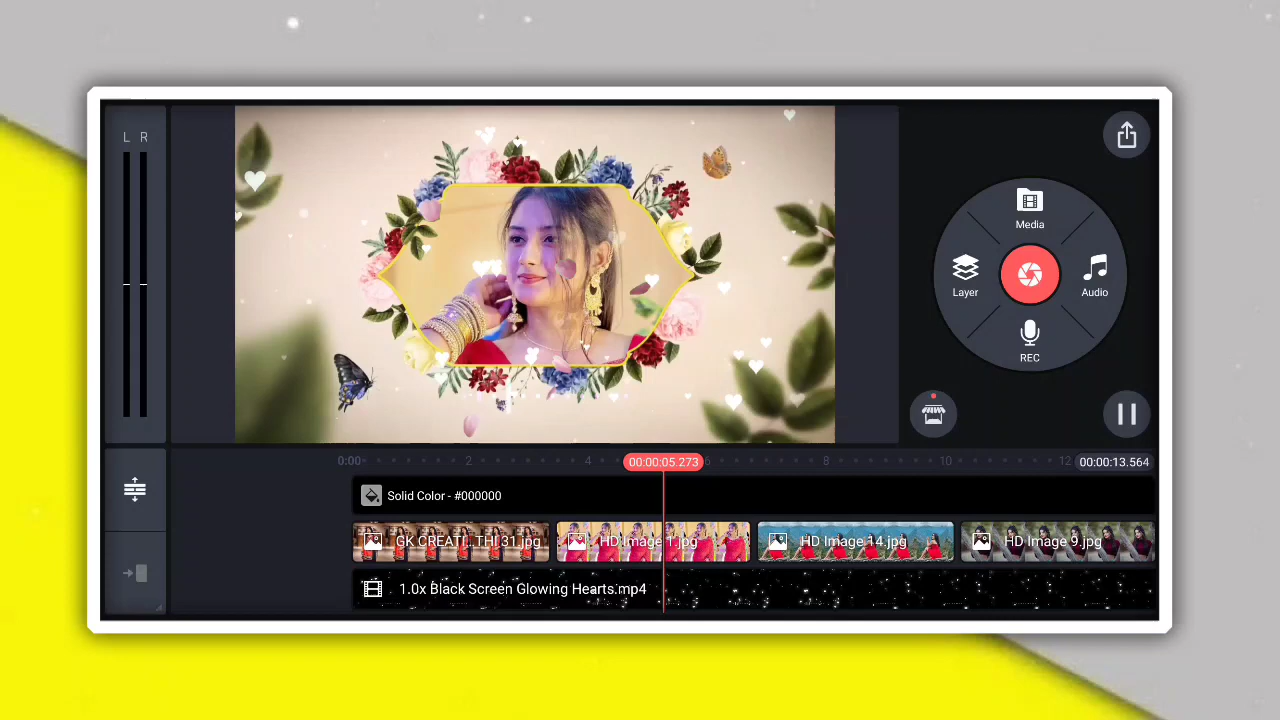 L R
Media
Layer
Audio
REC
0:00 2 4 00:00:05.273 6 8 10 12 00:00:13.564
Solid Color - #000000
GK CREATI...THI 31.jpg HD Image 1.jpg HD Image 14.jpg HD Image 9.jpg
1.0x Black Screen Glowing Hearts.mp4